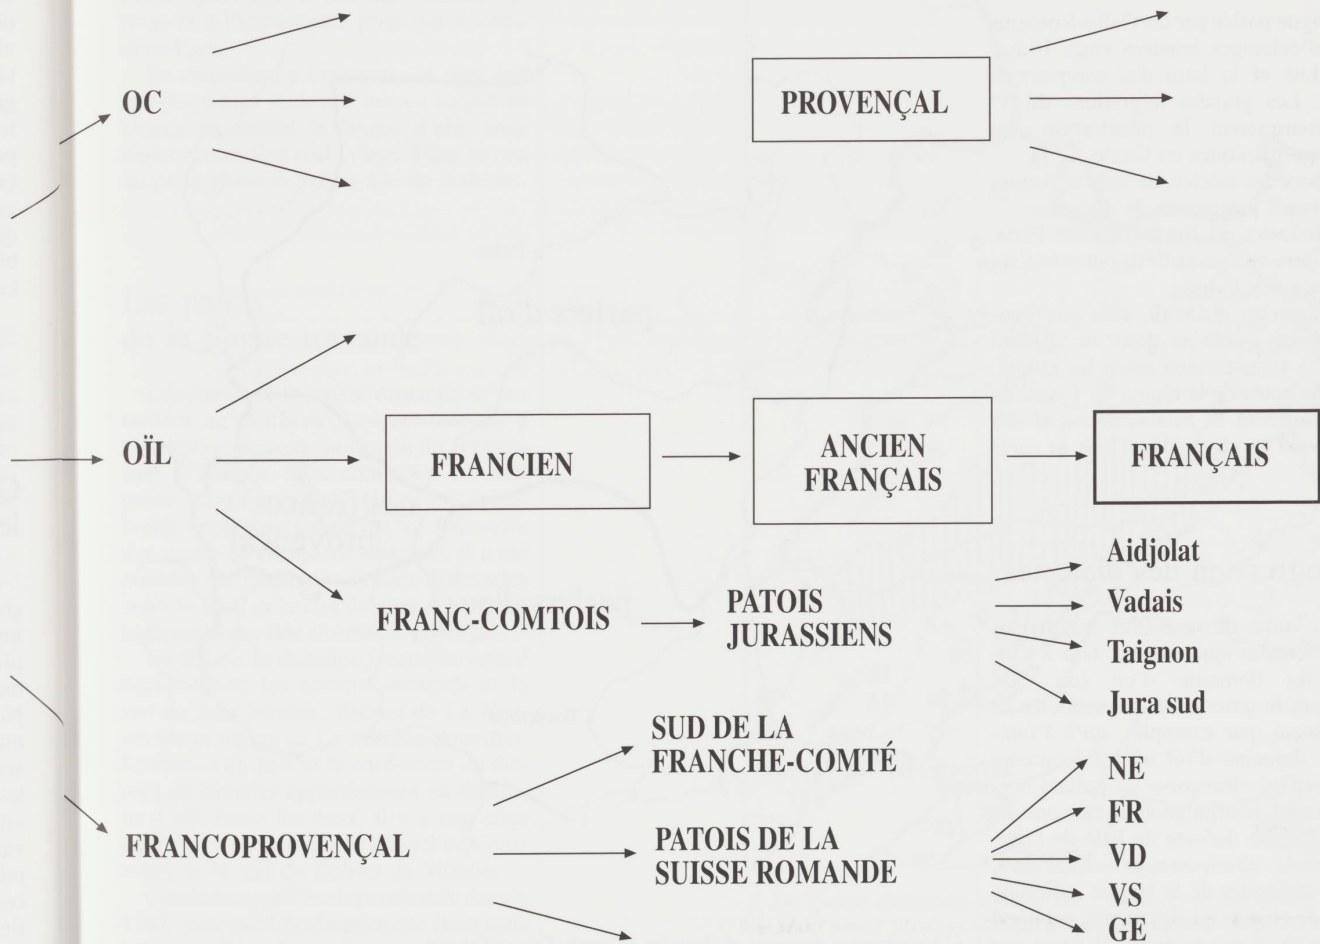 OC
PROVENÇAL
OÏL
FRANCIEN
ANCIEN
FRANÇAIS
FRANÇAIS
FRANC-COMTOIS
PATOIS
JURASSIENS
Aidjolat
Vadais
Taignon
Jura sud
FRANCOPROVENÇAL
SUD DE LA
FRANCHE-COMTÉ
PATOIS DE LA
SUISSE ROMANDE
NE
FR
VD
VS
GE